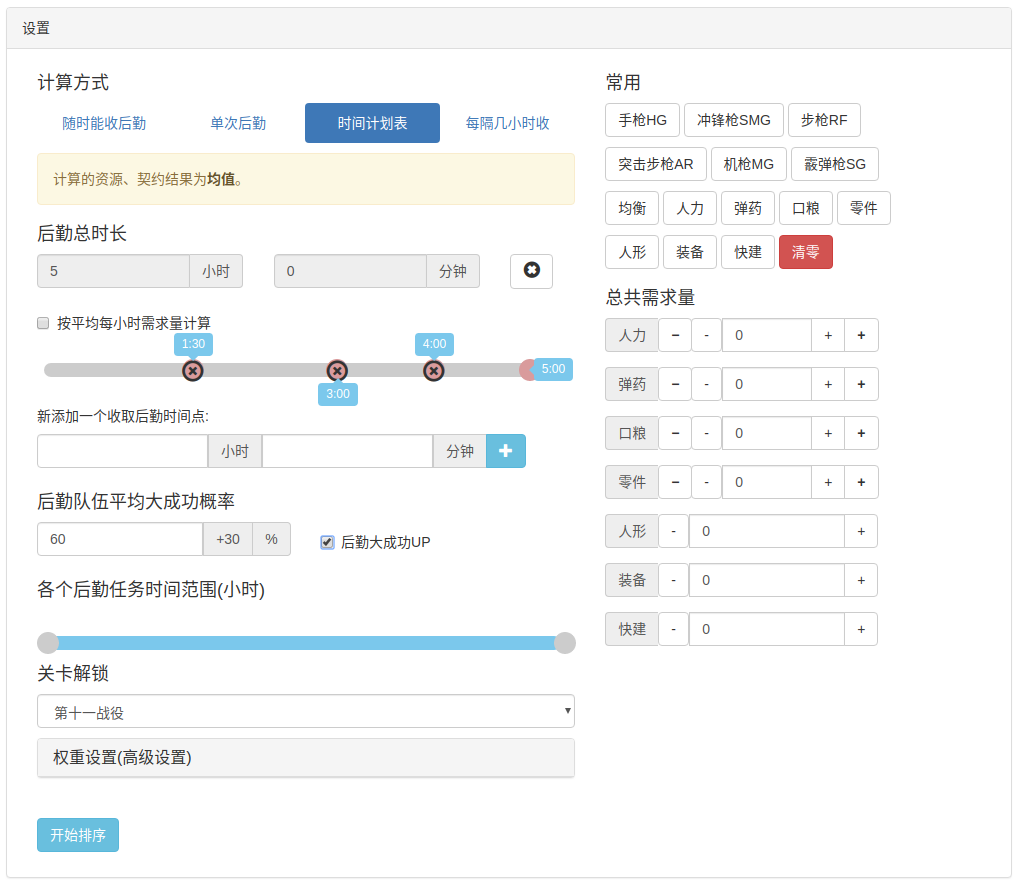 设置
计算方式
随时能收后勤 单次后勤 时间计划表 每隔几小时收
计算的资源、契约结果为均值。
后勤总时长
5 小时 0 分钟
按平均每小时需求量计算
1:30 4:00
5:00
3:00
新添加一个收取后勤时间点:
小时 分钟 +
后勤队伍平均大成功概率
60 +30 % 后勤大成功UP
各个后勤任务时间范围(小时)
关卡解锁
第十一战役
权重设置(高级设置)
开始排序
常用
手枪HG 冲锋枪SMG 步枪RF
突击步枪AR 机枪MG 霰弹枪SG
均衡 人力 弹药 口粮 零件
人形 装备 快建 清零
总共需求量
人力 - - 0 + +
弹药 - - 0 + +
口粮 - - 0 + +
零件 - - 0 + +
人形 - 0 +
装备 - 0 +
快建 - 0 +